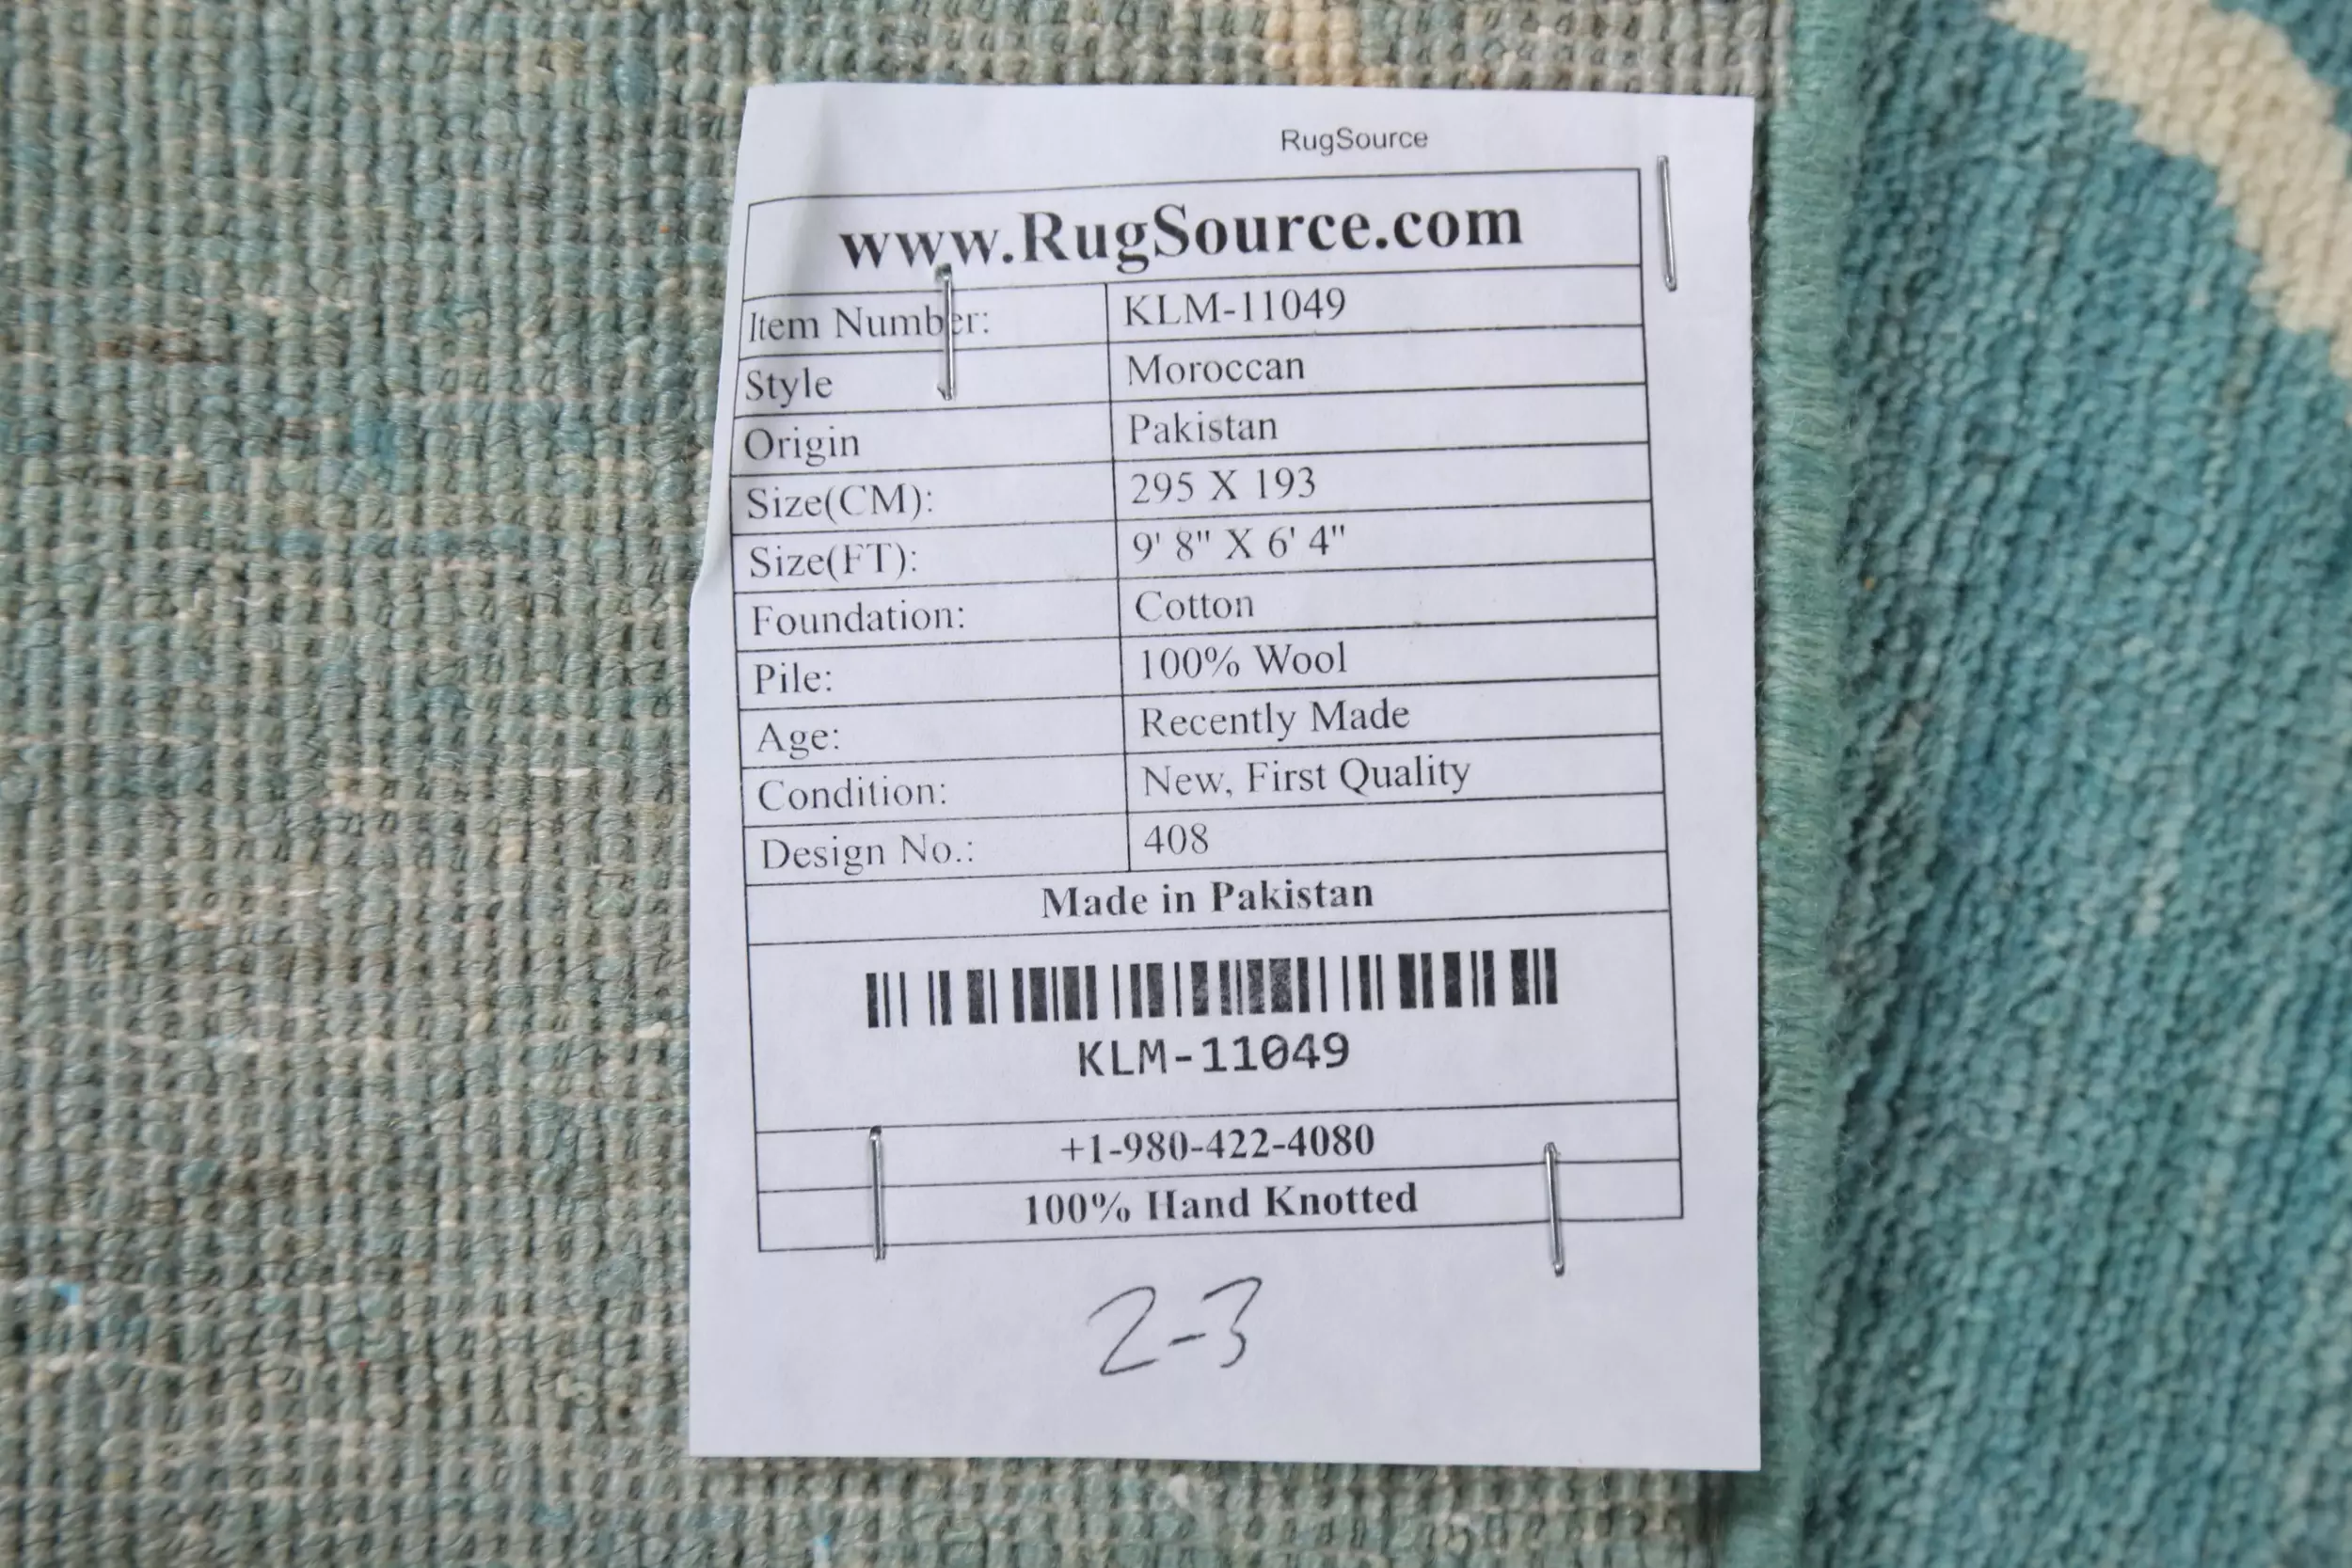 RugSource
www.RugSource.com
Item Number: KLM-11049
Style Moroccan
Origin Pakistan
Size(CM): 295 X 193
Size(FT): 9' 8" X 6' 4"
Foundation: Cotton
Pile: 100% Wool
Age: Recently Made
Condition: New, First Quality
Design No.: 408
Made in Pakistan
KLM-11049
+1-980-422-4080
100% Hand Knotted
2-3